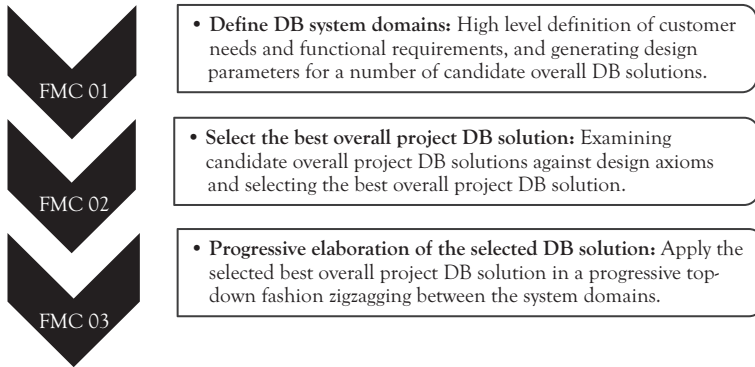 • Define DB system domains: High level definition of customer
needs and functional requirements, and generating design
parameters for a number of candidate overall DB solutions.
FMC 01
• Select the best overall project DB solution: Examining
candidate overall project DB solutions against design axioms
and selecting the best overall project DB solution.
FMC 02
• Progressive elaboration of the selected DB solution: Apply the
selected best overall project DB solution in a progressive top-
down fashion zigzagging between the system domains.
FMC 03